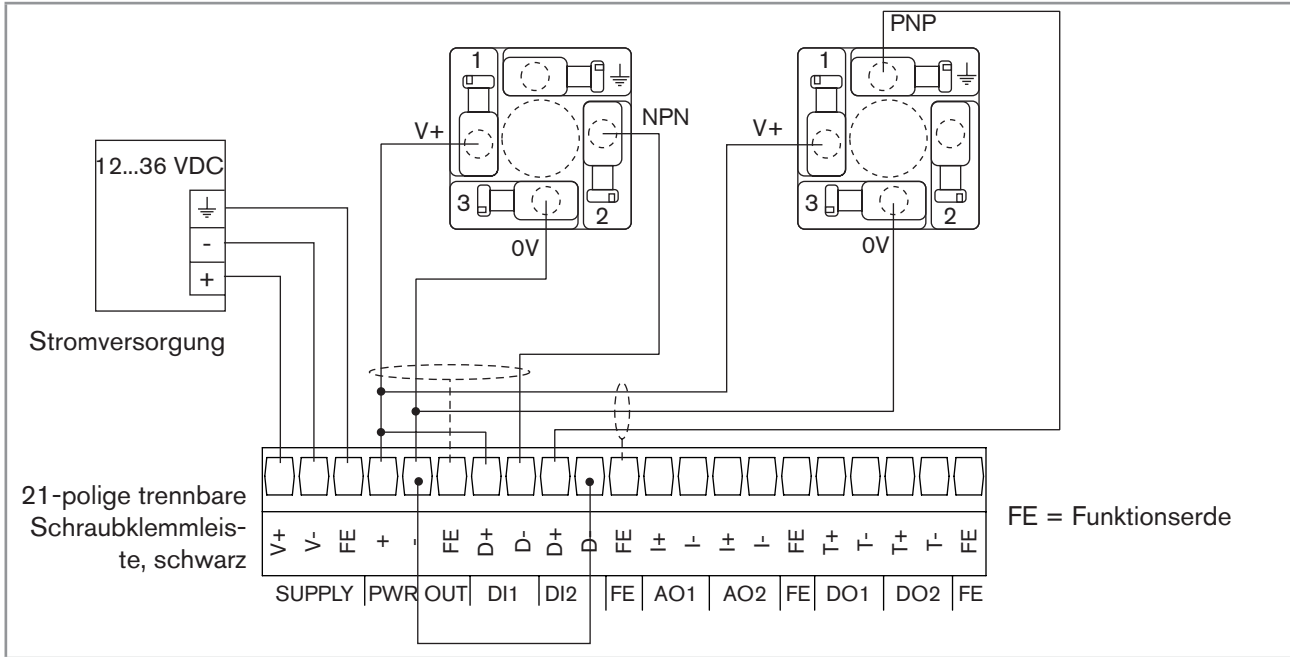 PNP
1
1
NPN
V+
V+
12...36 VDC
3
2
3
2
-
0V
0V
+
Stromversorgung
21-polige trennbare
Schraubklemmleis-
te, schwarz
V+ V- FE + - FE D+ D- D+ D- FE I+ I- I+ I- FE T+ T- T+ T- FE
FE = Funktionserde
SUPPLY PWR OUT DI1 DI2 FE AO1 AO2 FE DO1 DO2 FE